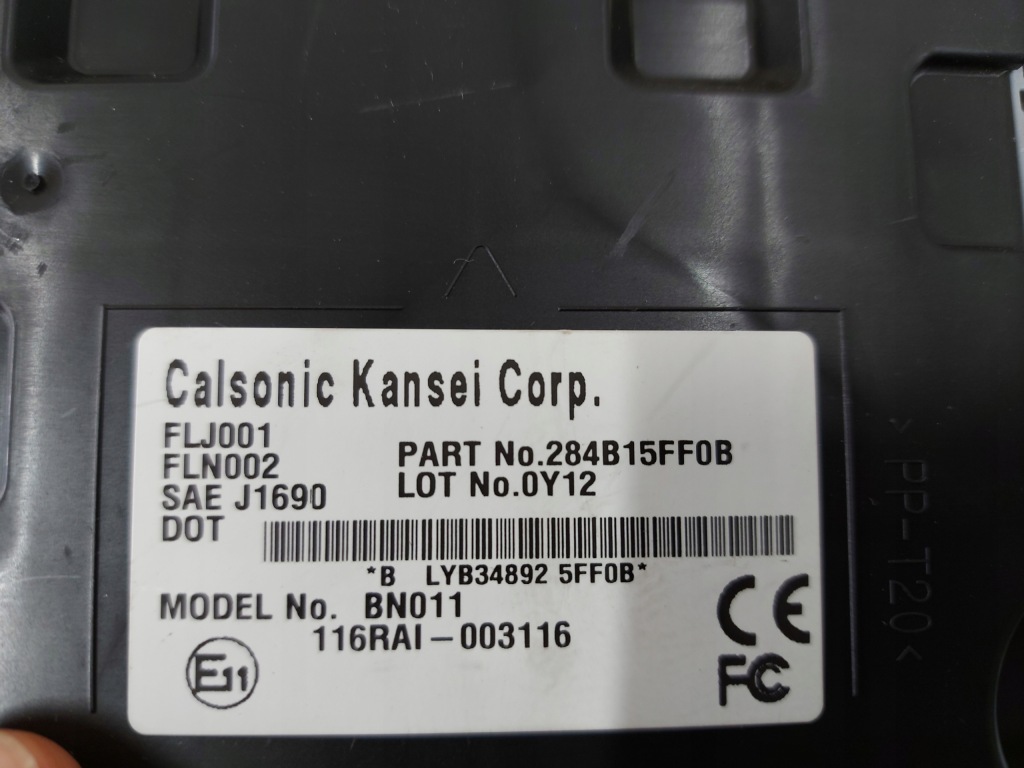 Calsonic Kansei Corp.
FLJ001
FLN002
SAE J1690
DOT
PART No.284B15FF0B
LOT No.0Y12
*B LYB34892 5FF0B*
MODEL No. BN011
116RAI-003116
E11
CE
FC
>PP-T20<